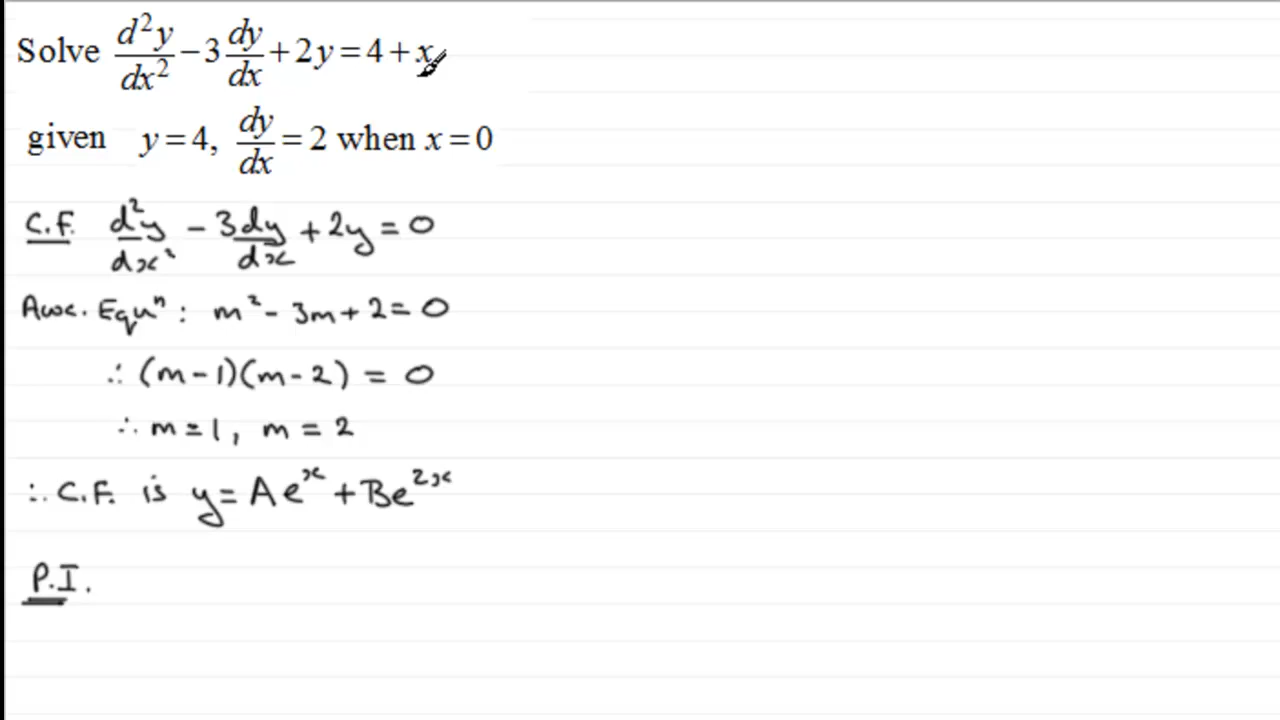 Solve d²y/dx² − 3 dy/dx + 2y = 4 + x
given y = 4, dy/dx = 2 when x = 0
C.F. d²y/dx² − 3dy/dx + 2y = 0
Aux. Equⁿ : m² − 3m + 2 = 0
∴ (m − 1)(m − 2) = 0
∴ m = 1, m = 2
∴ C.F. is y = Ae^x + Be^2x
P.I.